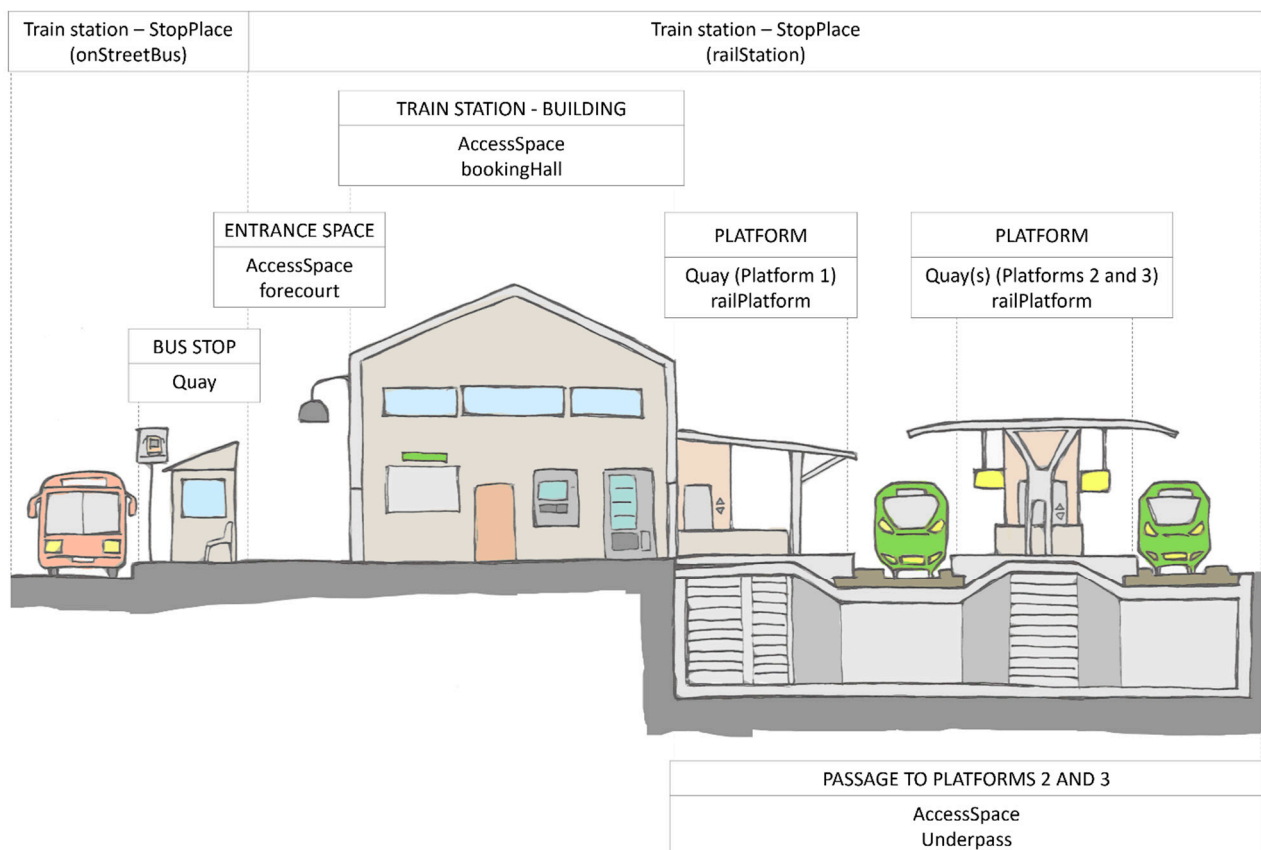 Train station – StopPlace
(onStreetBus)
Train station – StopPlace
(railStation)
TRAIN STATION - BUILDING
AccessSpace
bookingHall
ENTRANCE SPACE
AccessSpace
forecourt
PLATFORM
Quay (Platform 1)
railPlatform
PLATFORM
Quay(s) (Platforms 2 and 3)
railPlatform
BUS STOP
Quay
PASSAGE TO PLATFORMS 2 AND 3
AccessSpace
Underpass